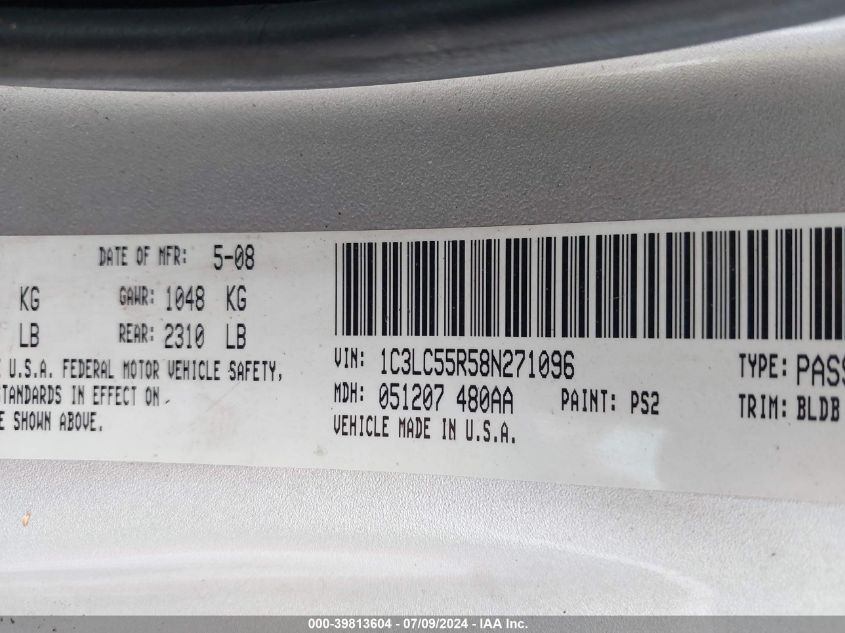 DATE OF MFR: 5-08
KG GAWR: 1048 KG
LB REAR: 2310 LB
U.S.A. FEDERAL MOTOR VEHICLE SAFETY,
STANDARDS IN EFFECT ON
SHOWN ABOVE.
VIN: 1C3LC55R58N271096 TYPE: PASS
MDH: 051207 480AA PAINT: PS2 TRIM: BLDB
VEHICLE MADE IN U.S.A.
000-39813604 / 07/09/2024 - IAA Inc.